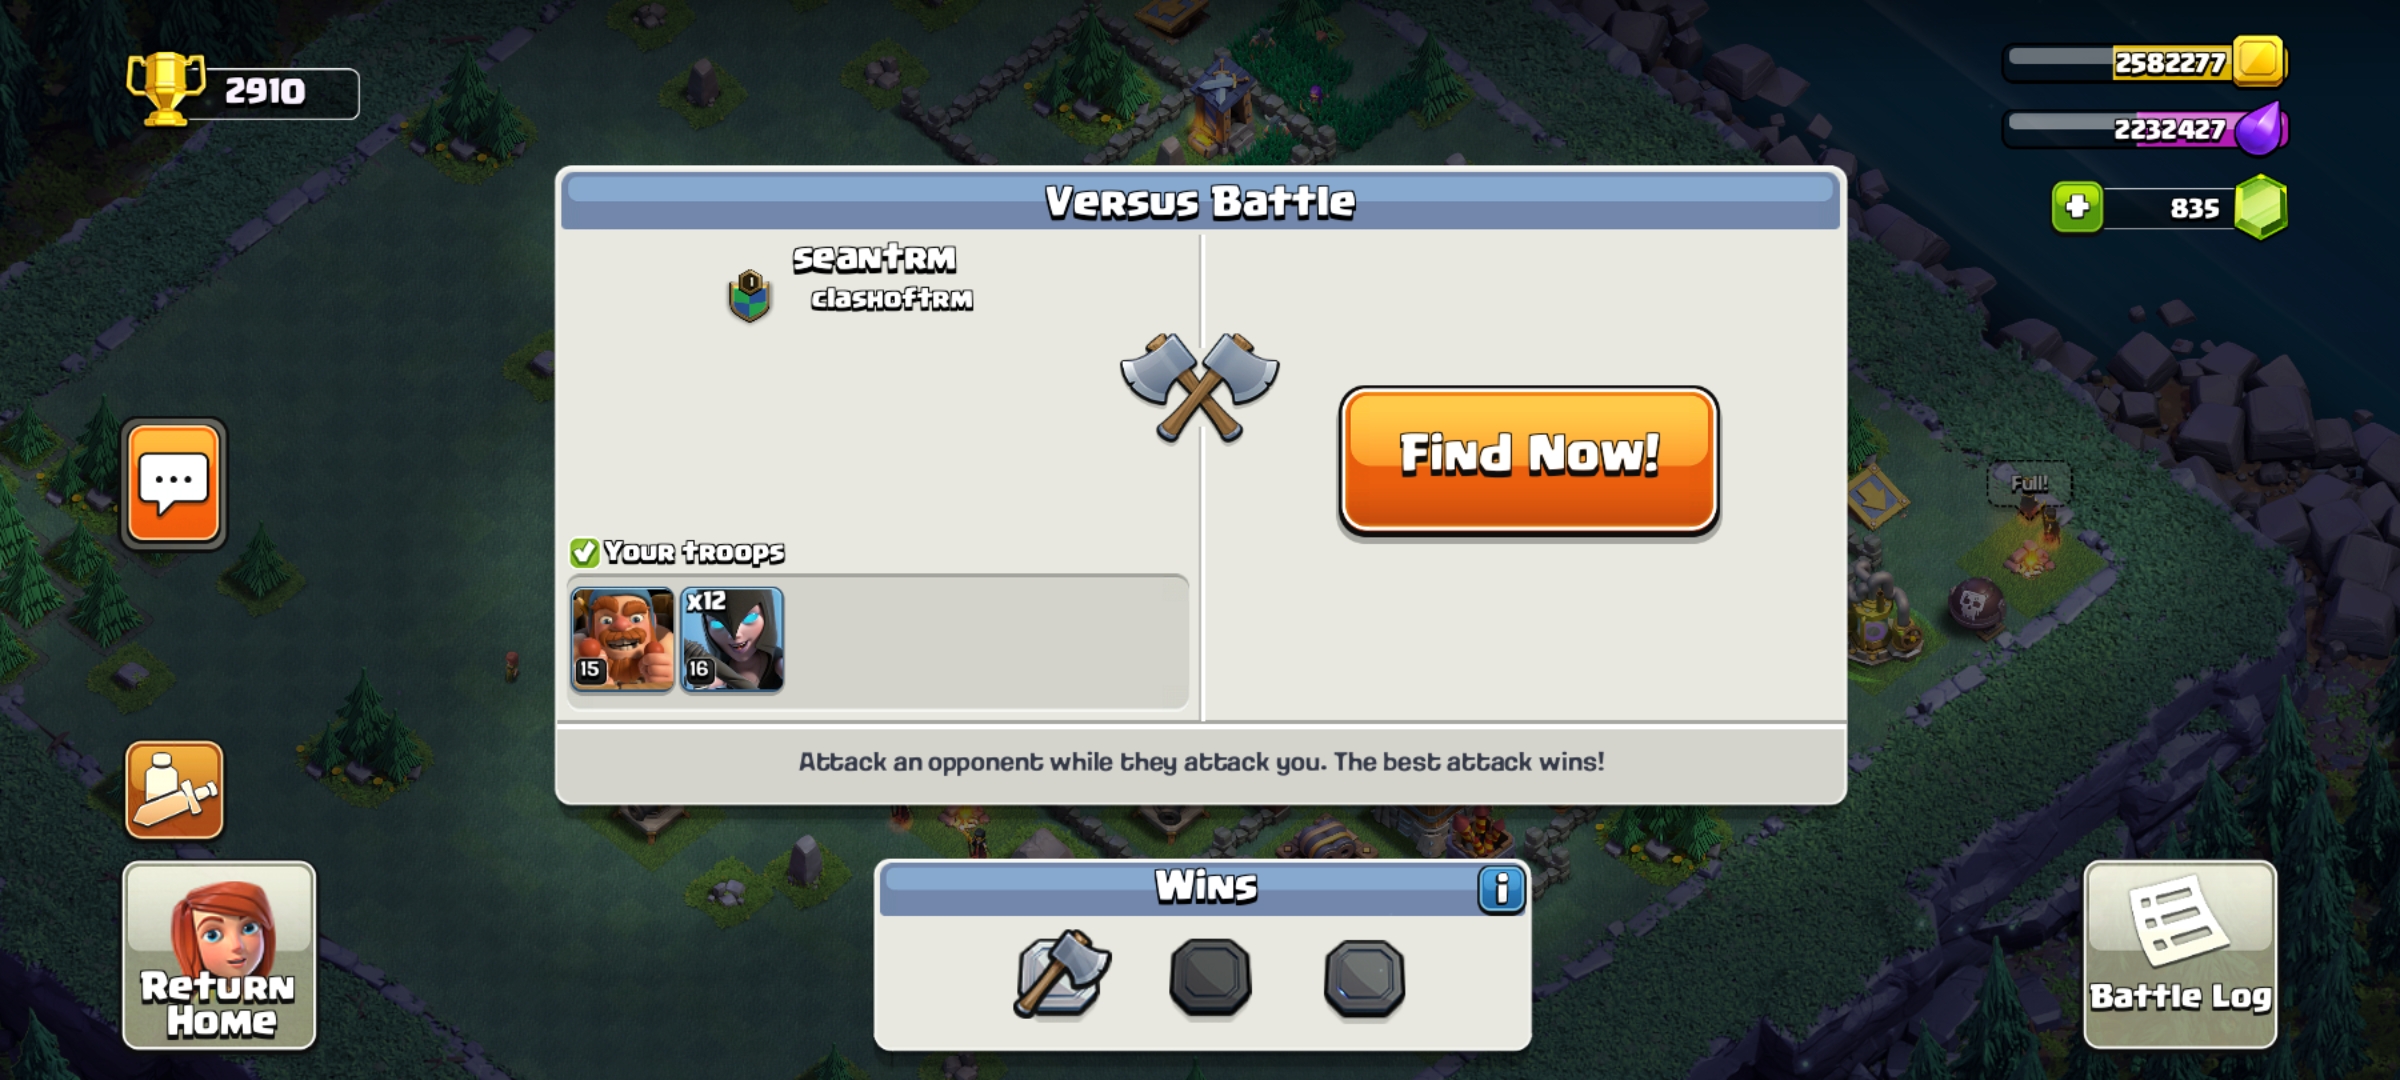 2910
2582277
2232427
835
Versus Battle
seantrm
clashoftrm
1
Find Now!
Full!
Your troops
15
x12
16
Attack an opponent while they attack you. The best attack wins!
Wins
i
Return
Home
Battle Log